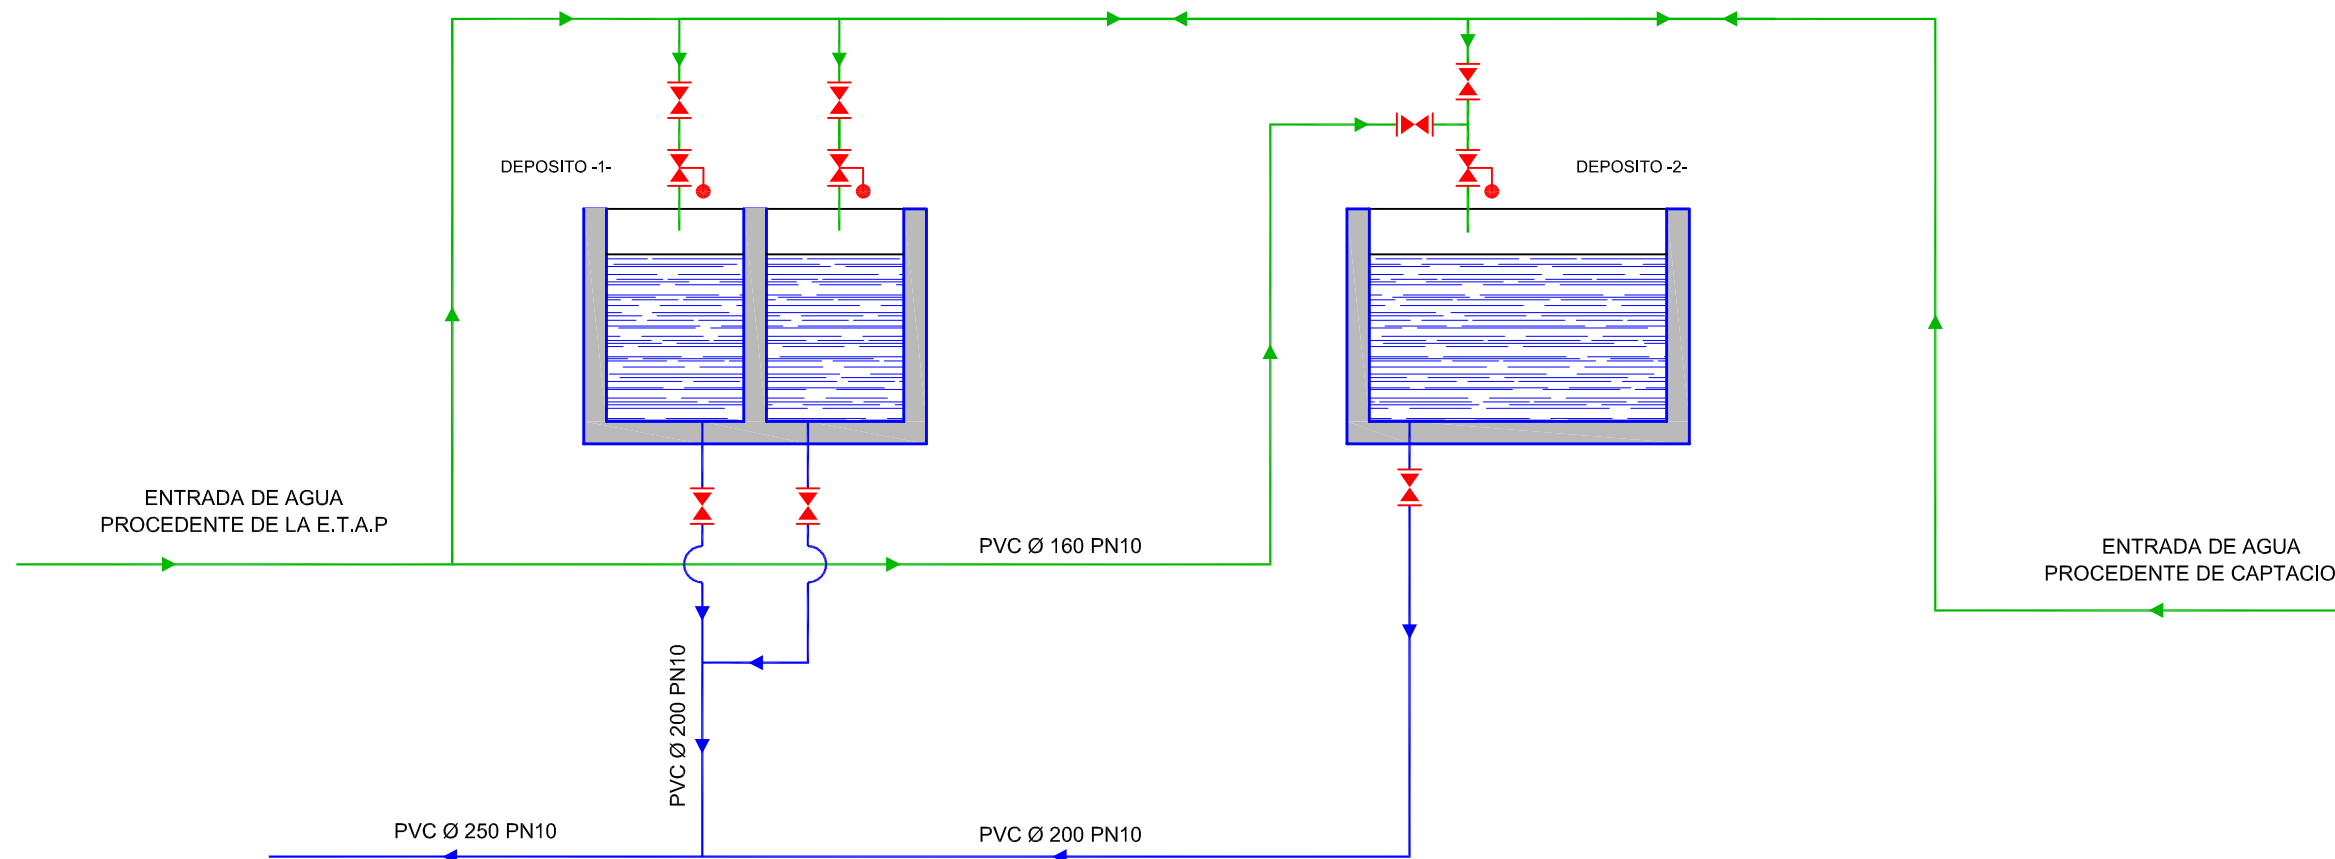 DEPOSITO -1-
DEPOSITO -2-
ENTRADA DE AGUA
PROCEDENTE DE LA E.T.A.P
PVC Ø 160 PN10
ENTRADA DE AGUA
PROCEDENTE DE CAPTACIO
PVC Ø 200 PN10
PVC Ø 250 PN10
PVC Ø 200 PN10